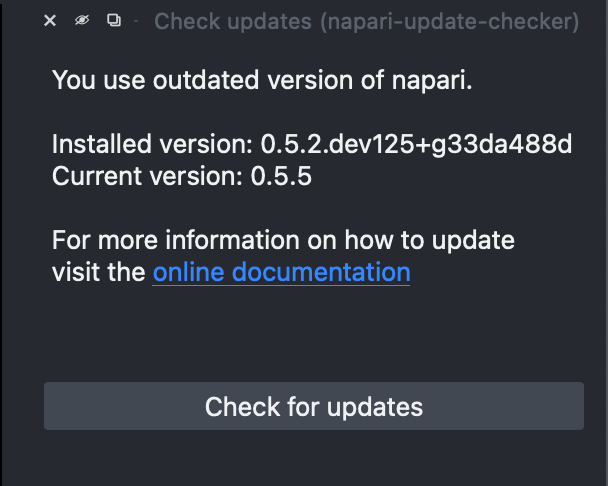 Check updates (napari-update-checker)
You use outdated version of napari.
Installed version: 0.5.2.dev125+g33da488d
Current version: 0.5.5
For more information on how to update
visit the online documentation
Check for updates